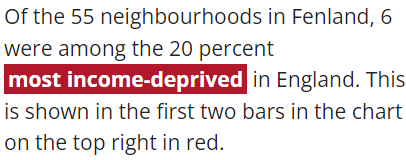 Of the 55 neighbourhoods in Fenland, 6
were among the 20 percent
most income-deprived in England. This
is shown in the first two bars in the chart
on the top right in red.